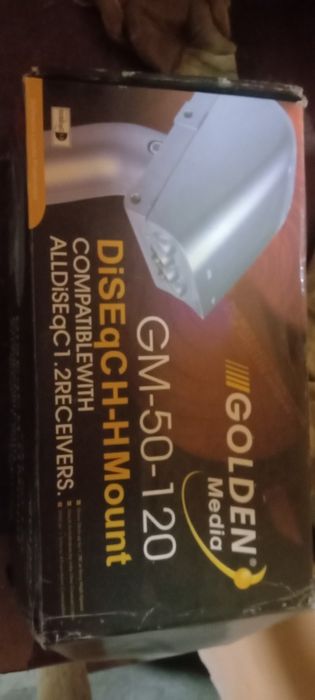 GOLDEN®
Media
GM-50-120
DiSEqC H-H Mount
COMPATIBLEWITH
ALLDiSEqC1.2RECEIVERS.